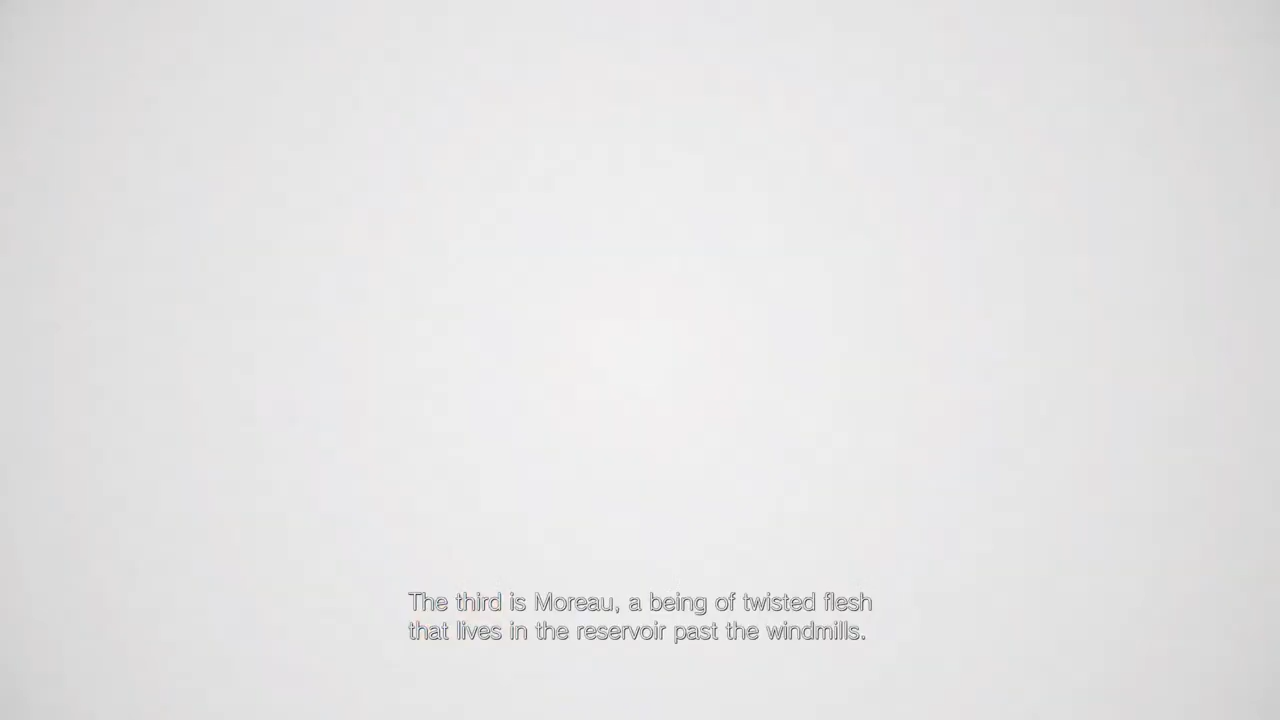 The third is Moreau, a being of twisted flesh
that lives in the reservoir past the windmills.